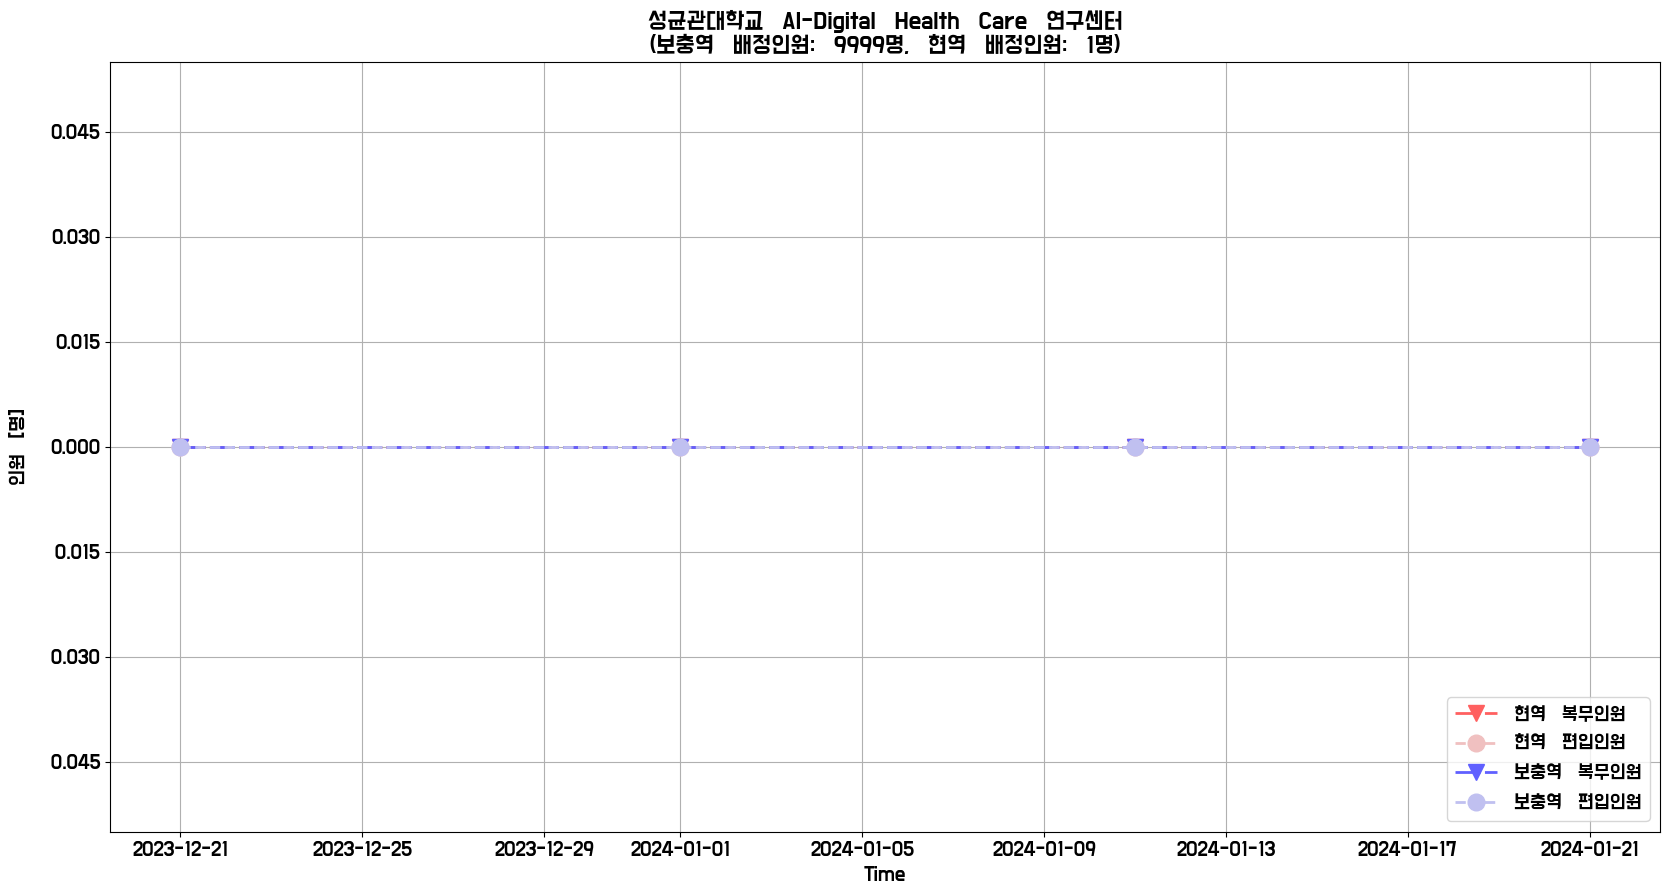 성균관대학교 AI-Digital Health Care 연구센터
(보충역 배정인원: 9999명, 현역 배정인원: 1명)
인원 [명]
0.045
0.030
0.015
0.000
0.015
0.030
0.045
현역 복무인원
현역 편입인원
보충역 복무인원
보충역 편입인원
2023-12-21 2023-12-25 2023-12-29 2024-01-01 2024-01-05 2024-01-09 2024-01-13 2024-01-17 2024-01-21
Time